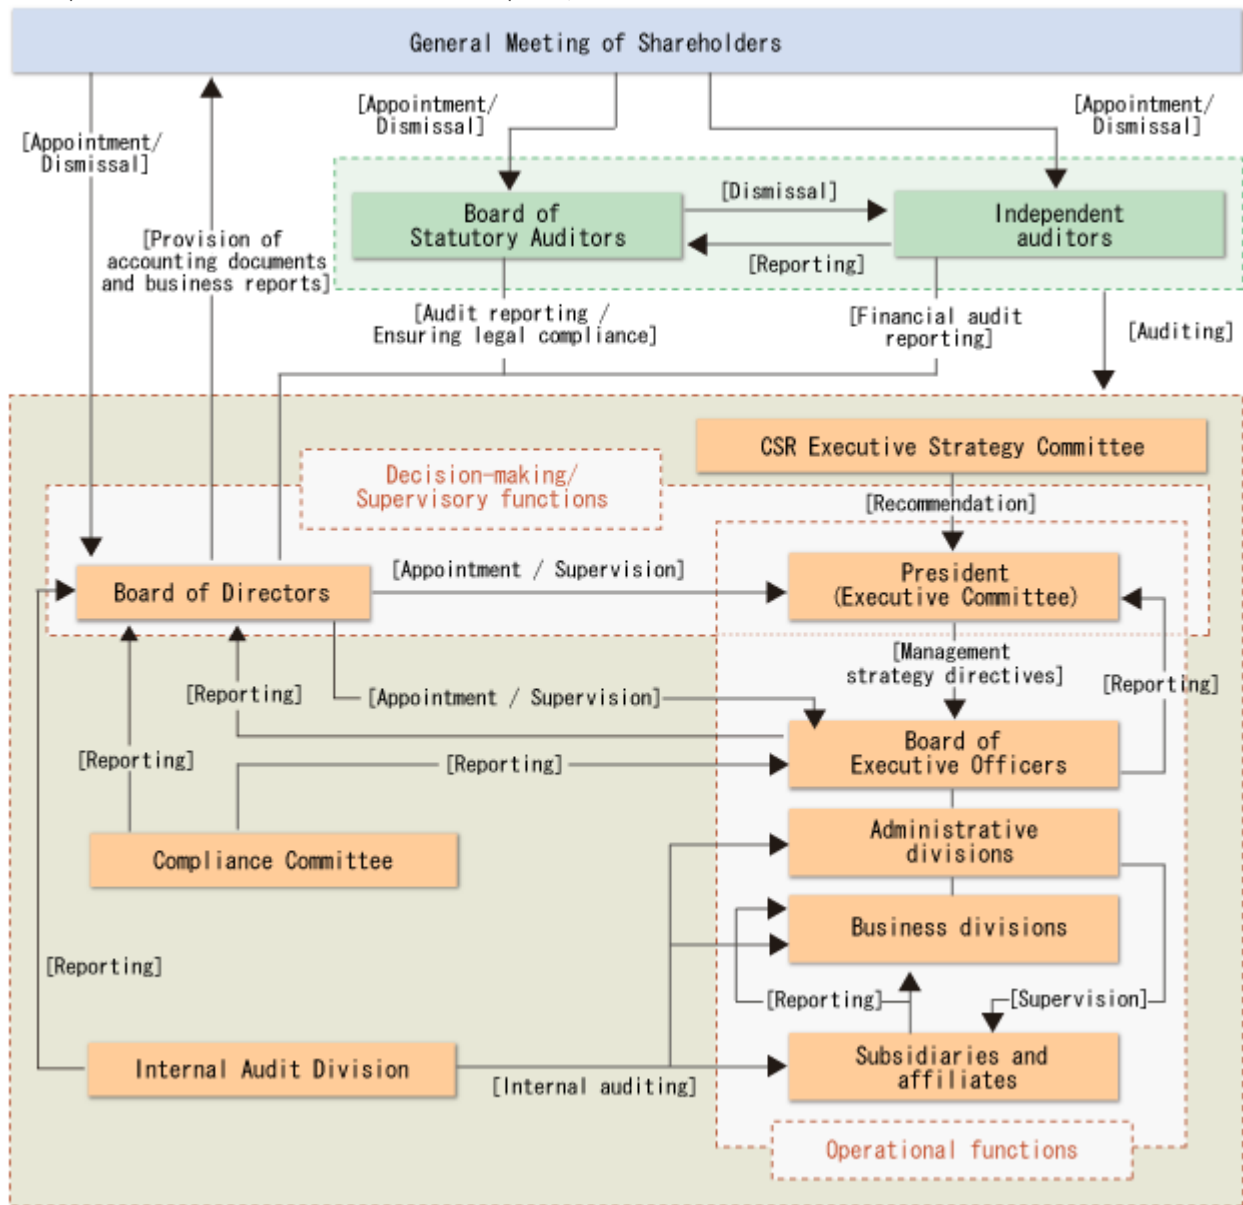 General Meeting of Shareholders
[Appointment/
Dismissal]
[Appointment/
Dismissal]
[Appointment/
Dismissal]
[Provision of
accounting documents
and business reports]
Board of
Statutory Auditors
[Dismissal]
[Reporting]
Independent
auditors
[Audit reporting /
Ensuring legal compliance]
[Financial audit
reporting]
[Auditing]
CSR Executive Strategy Committee
Decision-making/
Supervisory functions
[Recommendation]
Board of Directors
[Appointment / Supervision]
President
(Executive Committee)
[Management
strategy directives]
[Reporting]
[Reporting]
[Appointment / Supervision]
[Reporting]
[Reporting]
Board of
Executive Officers
Compliance Committee
Administrative
divisions
Business divisions
[Reporting]
[Reporting]
[Supervision]
Internal Audit Division
[Internal auditing]
Subsidiaries and
affiliates
Operational functions